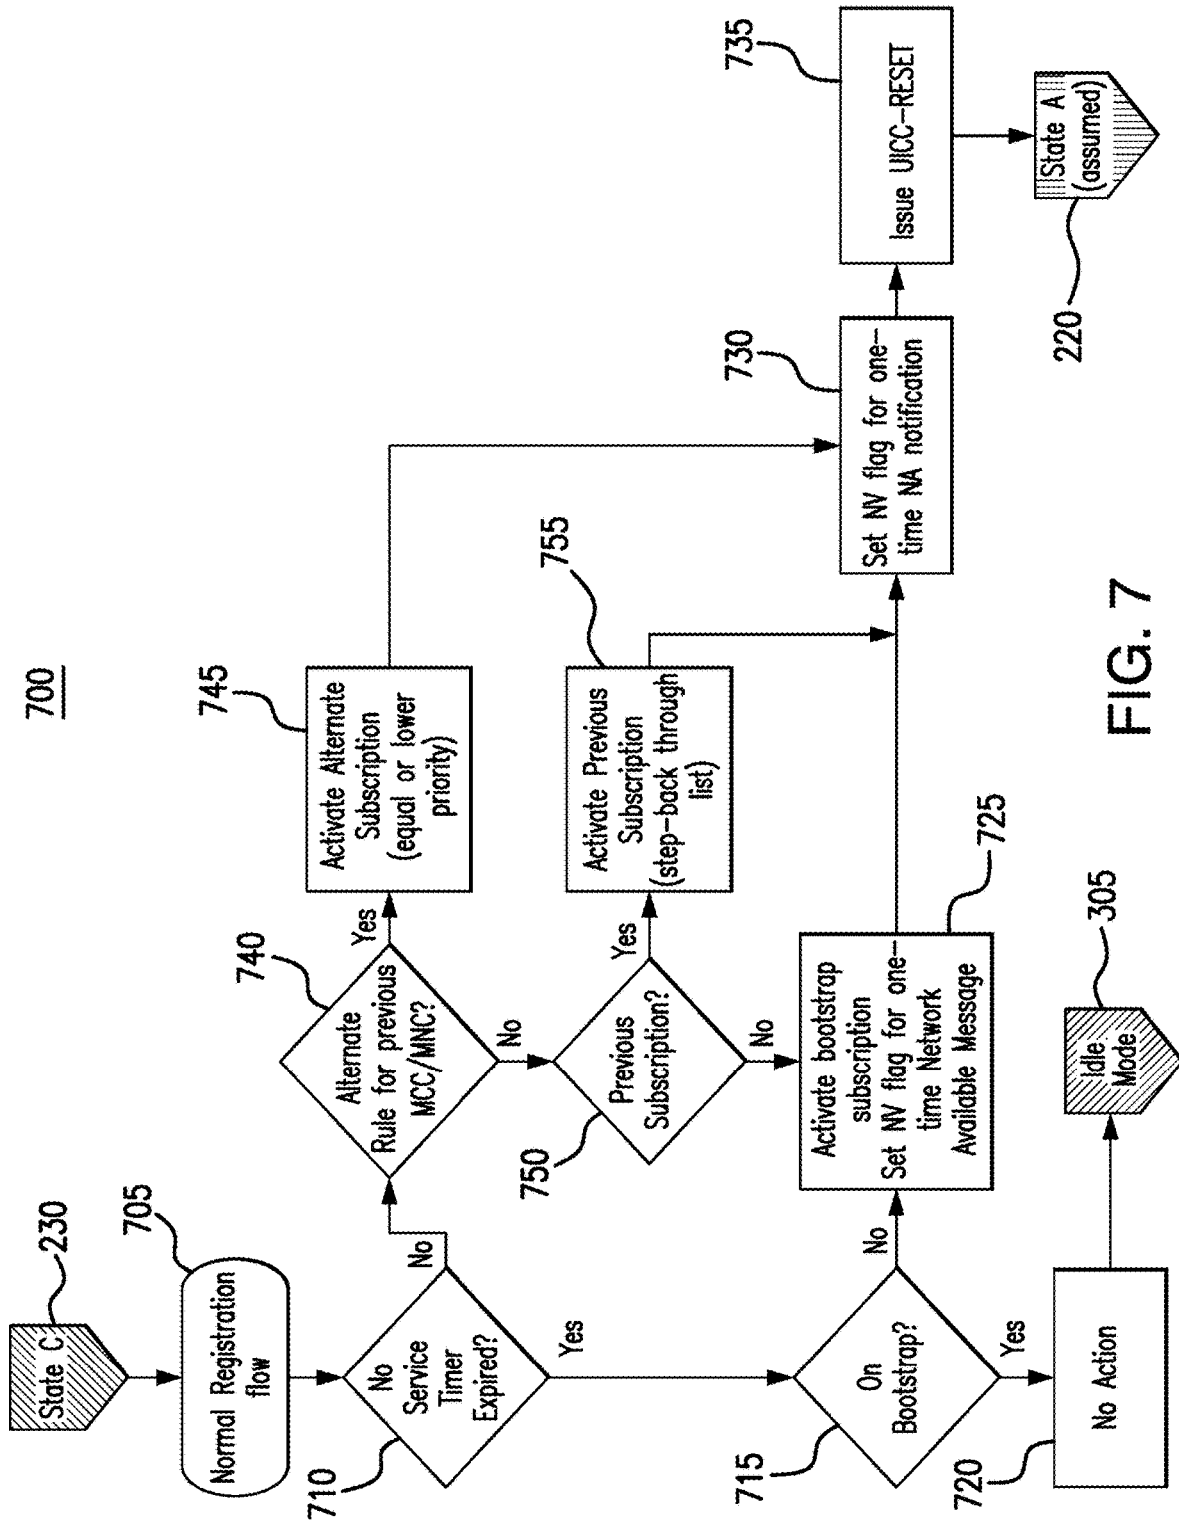 700
State C
230
Normal Registration
flow
705
No
Service
Timer
Expired?
710
No
Yes
Alternate
Rule for previous
MCC/MNC?
740
Yes
No
Activate Alternate
Subscription
(equal or lower
priority)
745
Previous
Subscription?
750
Yes
No
Activate Previous
Subscription
(step-back through
list)
755
On
Bootstrap?
715
No
Yes
Activate bootstrap
subscription
Set NV flag for one-
time Network
Available Message
725
Set NV flag for one-
time NA notification
730
Issue UICC-RESET
735
No Action
720
Idle
Mode
305
State A
(assumed)
220
FIG. 7